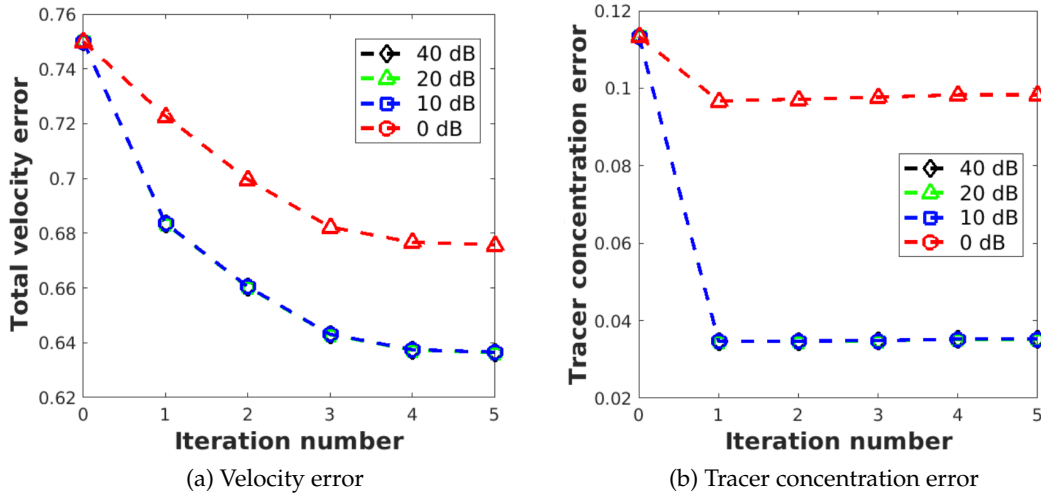 0.76
0.74
0.72
0.7
0.68
0.66
0.64
0.62
Total velocity error
0 1 2 3 4 5
Iteration number
40 dB
20 dB
10 dB
0 dB
(a) Velocity error
0.12
0.1
0.08
0.06
0.04
0.02
Tracer concentration error
0 1 2 3 4 5
Iteration number
40 dB
20 dB
10 dB
0 dB
(b) Tracer concentration error